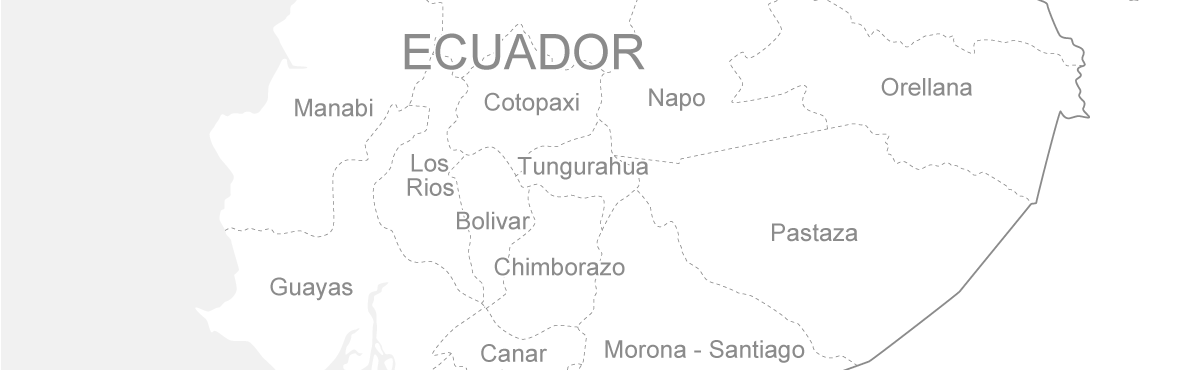 ECUADOR
Orellana
Napo
Cotopaxi
Manabi
Los
Rios
Tungurahua
Bolivar
Pastaza
Chimborazo
Guayas
Canar
Morona - Santiago